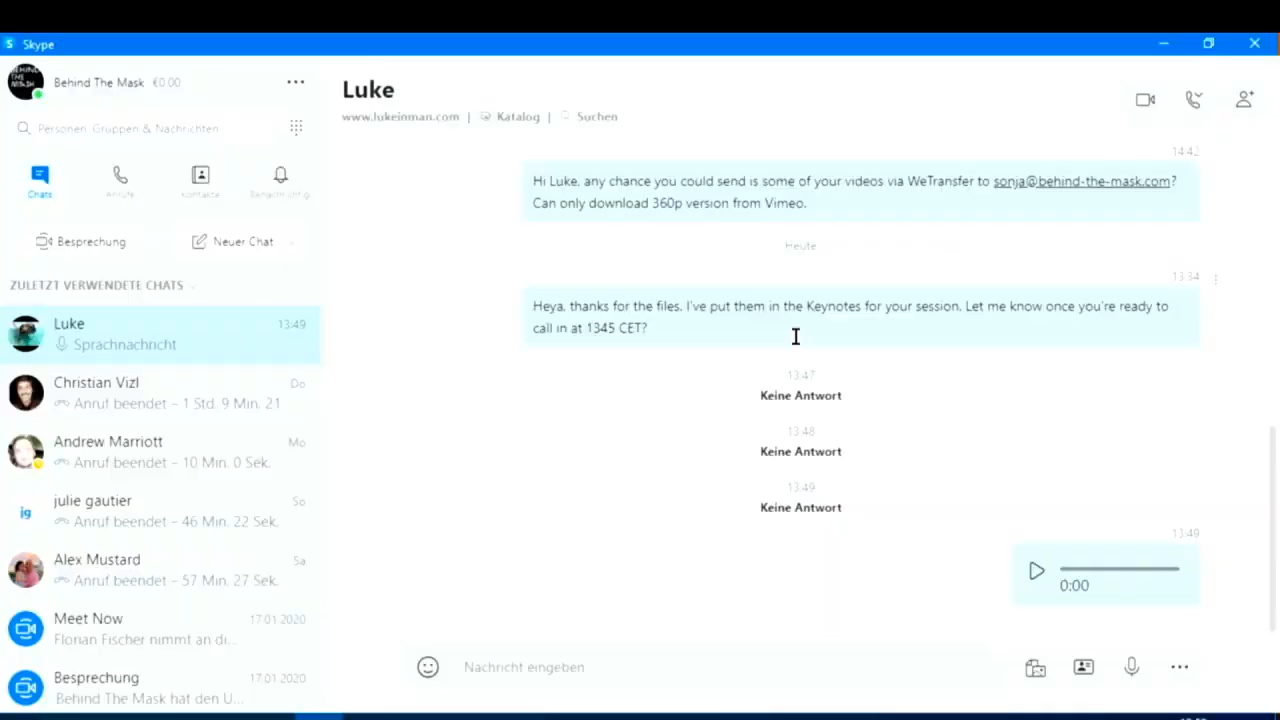 Skype
BEHIND THE MASK
Behind The Mask €0.00
Personen, Gruppen & Nachrichten
Chats Anrufe Kontakte
Besprechung Neuer Chat
ZULETZT VERWENDETE CHATS
Luke 13:49
Sprachnachricht
Christian Vizl Do
Anruf beendet – 1 Std. 9 Min. 21
Andrew Marriott Mo
Anruf beendet – 10 Min. 0 Sek.
ig
julie gautier So
Anruf beendet – 46 Min. 22 Sek.
Alex Mustard Sa
Anruf beendet – 57 Min. 27 Sek.
Meet Now 17.01.2020
Florian Fischer nimmt an di...
Besprechung 17.01.2020
Behind The Mask hat den U...
Luke
www.lukeinman.com | Katalog | Suchen
14:42
Hi Luke, any chance you could send is some of your videos via WeTransfer to sonja@behind-the-mask.com?
Can only download 360p version from Vimeo.
Heute
13:34
Heya, thanks for the files. I've put them in the Keynotes for your session. Let me know once you're ready to
call in at 1345 CET?
13:47
Keine Antwort
13:48
Keine Antwort
13:49
Keine Antwort
13:49
0:00
Nachricht eingeben